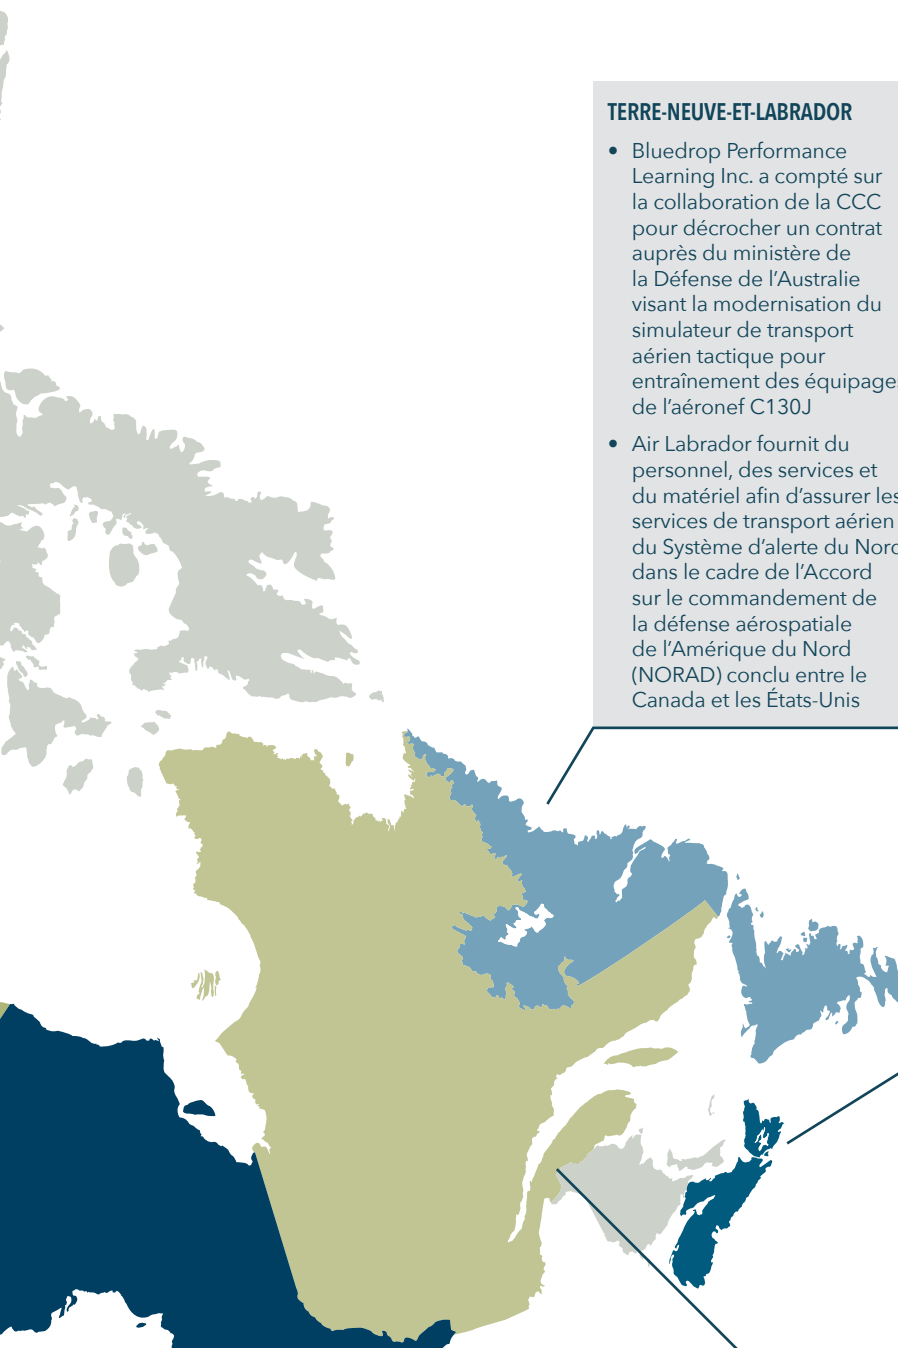 TERRE-NEUVE-ET-LABRADOR
• Bluedrop Performance
Learning Inc. a compté sur
la collaboration de la CCC
pour décrocher un contrat
auprès du ministère de
la Défense de l'Australie
visant la modernisation du
simulateur de transport
aérien tactique pour
entraînement des équipages
de l'aéronef C130J
• Air Labrador fournit du
personnel, des services et
du matériel afin d'assurer les
services de transport aérien
du Système d'alerte du Nord
dans le cadre de l'Accord
sur le commandement de
la défense aérospatiale
de l'Amérique du Nord
(NORAD) conclu entre le
Canada et les États-Unis